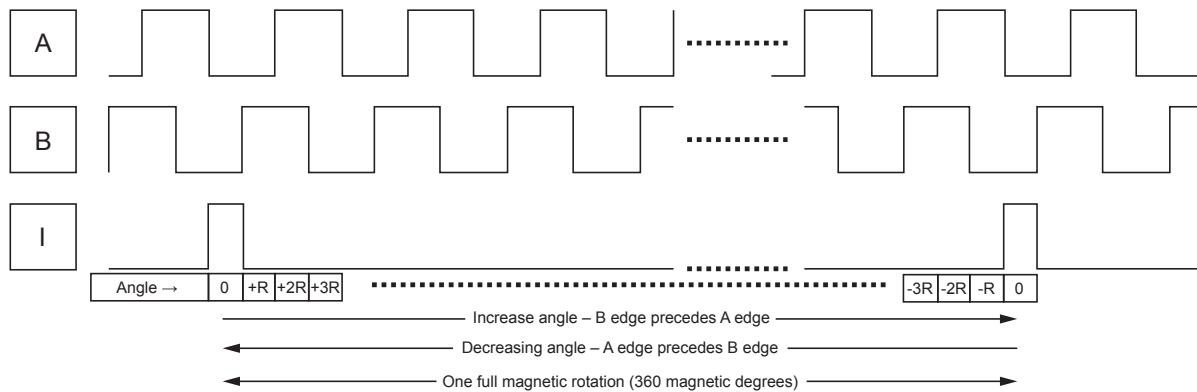 A
B
I
Angle → 0 +R +2R +3R -3R -2R -R 0
Increase angle – B edge precedes A edge
Decreasing angle – A edge precedes B edge
One full magnetic rotation (360 magnetic degrees)